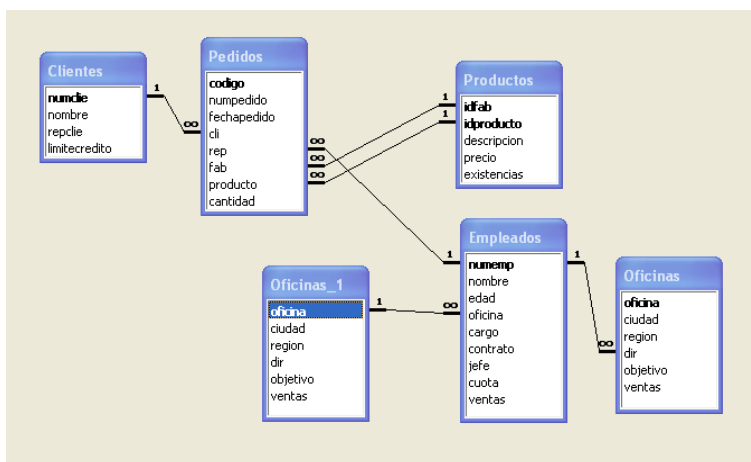 Clientes
numclie
nombre
repclie
limitecredito
1
∞
Pedidos
codigo
numpedido
fechapedido
cli
rep
fab
producto
cantidad
∞
∞
∞
Productos
idfab
idproducto
descripcion
precio
existencias
1
1
Oficinas_1
oficina
ciudad
region
dir
objetivo
ventas
1
∞
Empleados
numemp
nombre
edad
oficina
cargo
contrato
jefe
cuota
ventas
1
1
∞
Oficinas
oficina
ciudad
region
dir
objetivo
ventas